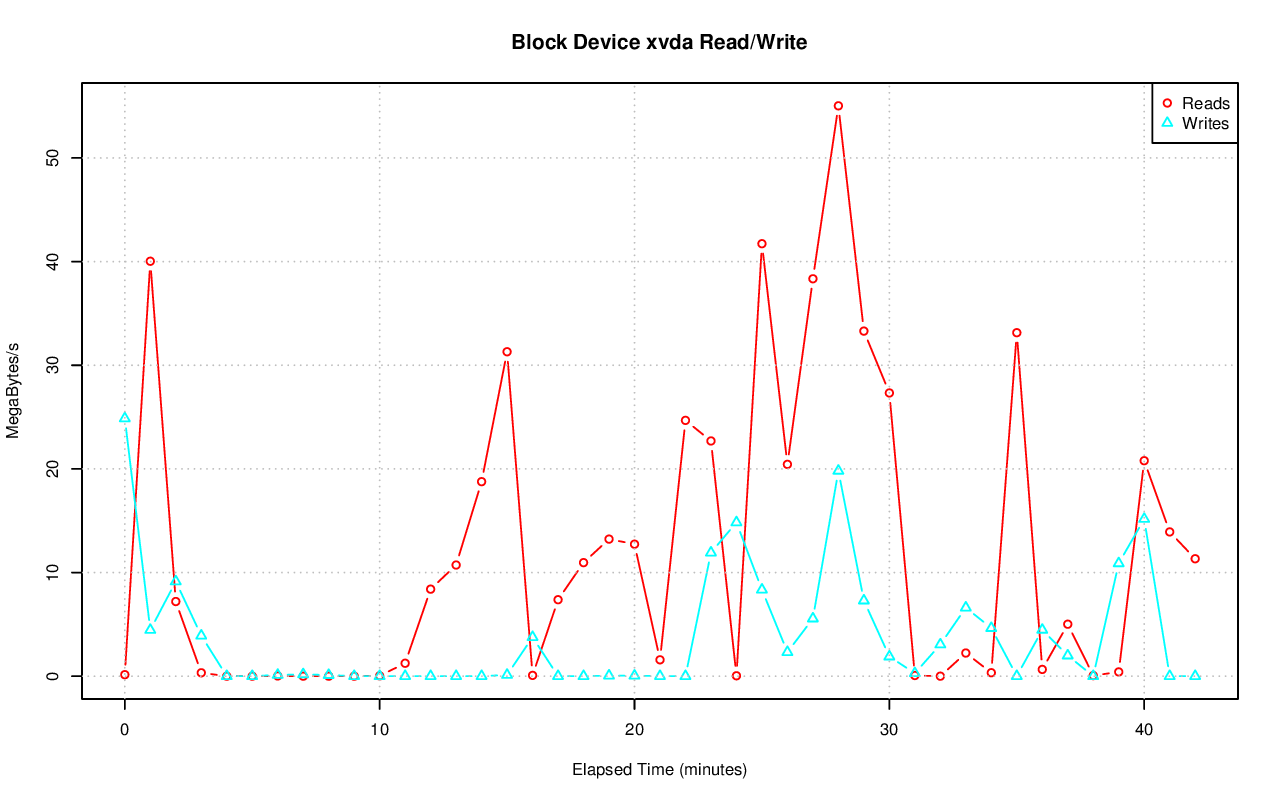 Block Device xvda Read/Write
Reads
Writes
MegaBytes/s
50
40
30
20
10
0
0 10 20 30 40
Elapsed Time (minutes)